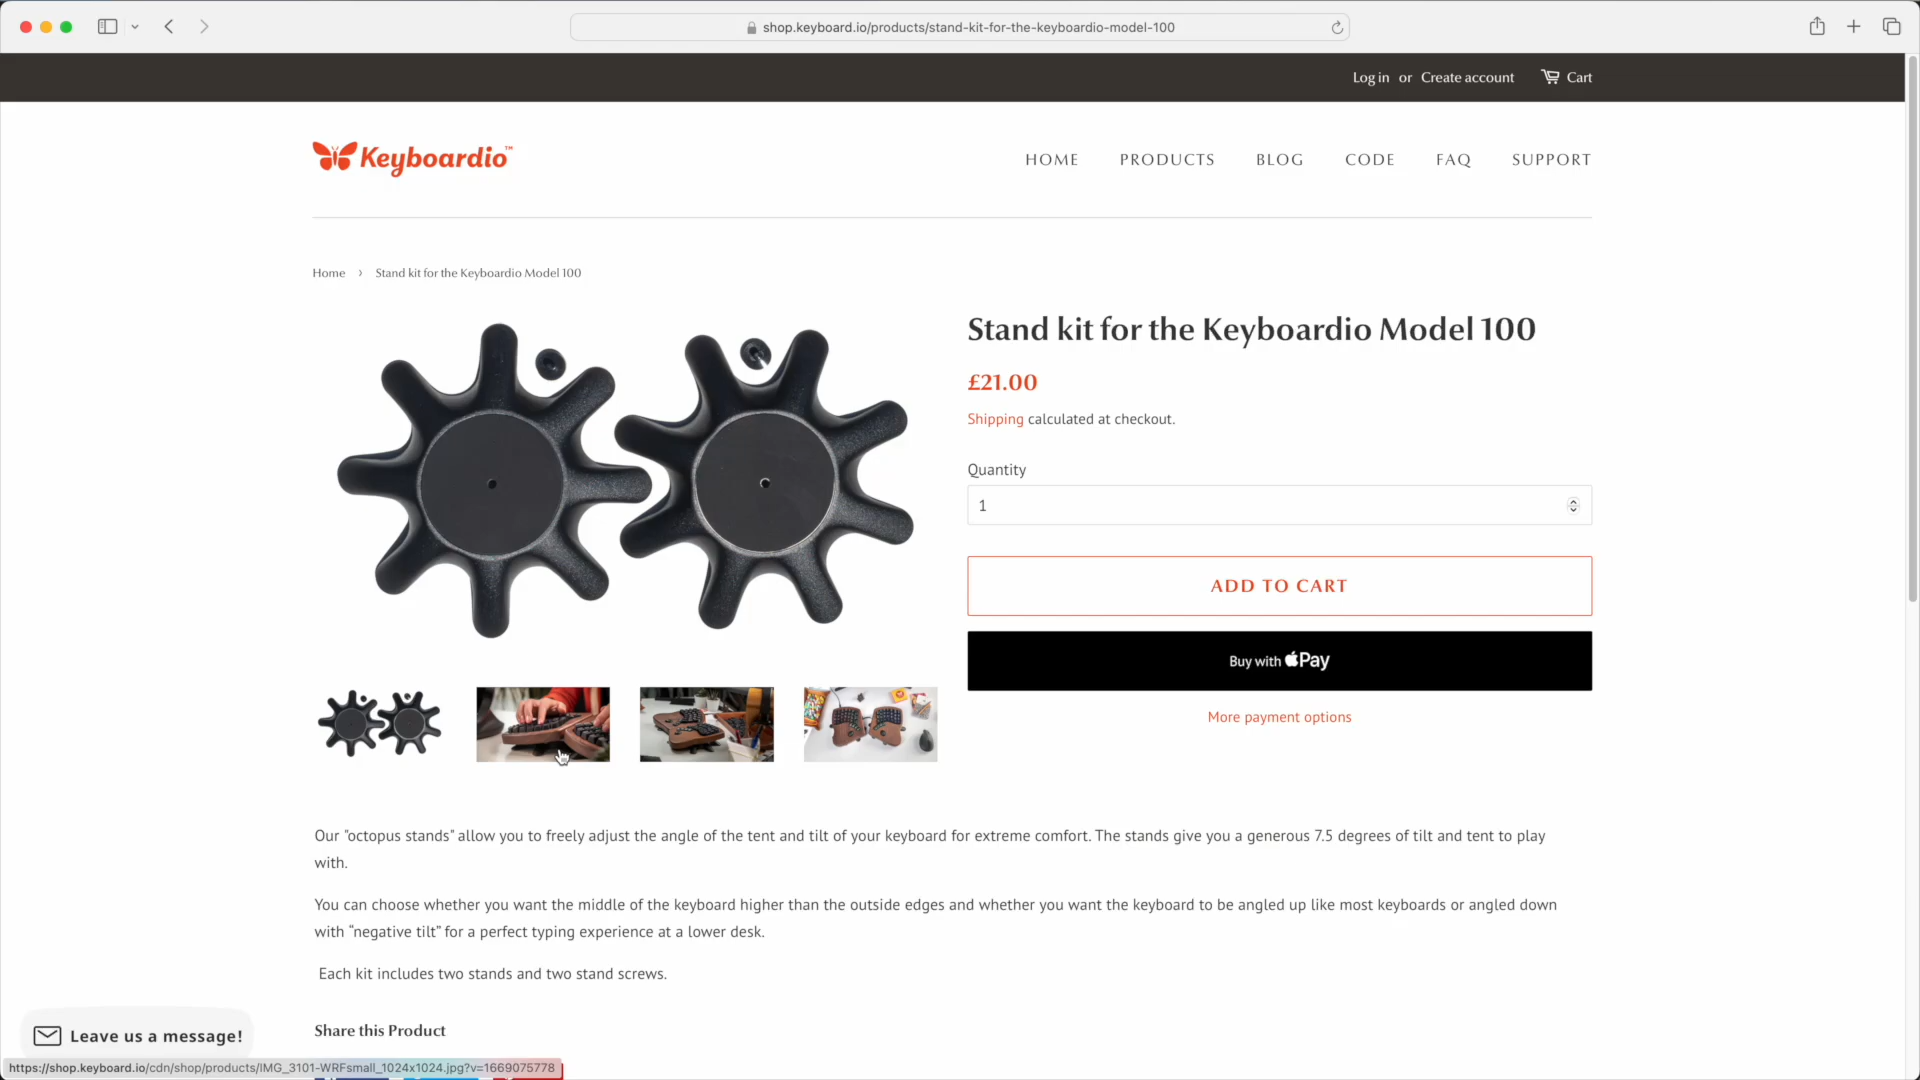 shop.keyboard.io/products/stand-kit-for-the-keyboardio-model-100
Log in or Create account Cart
Keyboardio™
HOME PRODUCTS BLOG CODE FAQ SUPPORT
Home › Stand kit for the Keyboardio Model 100
Stand kit for the Keyboardio Model 100
£21.00
Shipping calculated at checkout.
Quantity
1
ADD TO CART
Buy with Pay
More payment options
Our "octopus stands" allow you to freely adjust the angle of the tent and tilt of your keyboard for extreme comfort. The stands give you a generous 7.5 degrees of tilt and tent to play
with.
You can choose whether you want the middle of the keyboard higher than the outside edges and whether you want the keyboard to be angled up like most keyboards or angled down
with “negative tilt” for a perfect typing experience at a lower desk.
Each kit includes two stands and two stand screws.
Share this Product
Leave us a message!
https://shop.keyboard.io/cdn/shop/products/IMG_3101-WRFsmall_1024x1024.jpg?v=1669075778